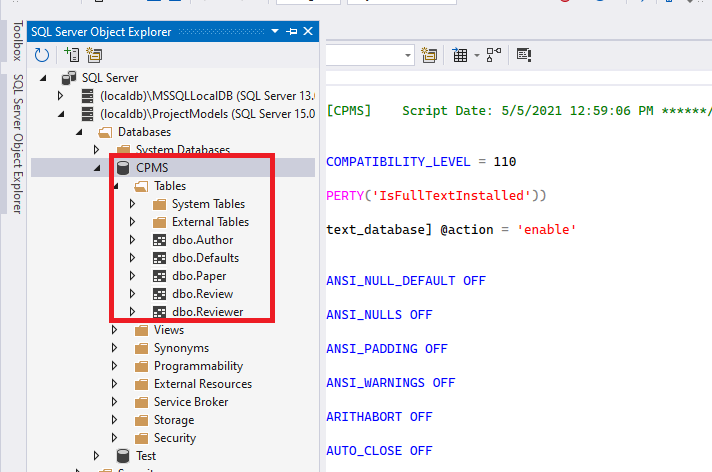 Toolbox
SQL Server Object Explorer
SQL Server Object Explorer
SQL Server
(localdb)\MSSQLLocalDB (SQL Server 13.
(localdb)\ProjectModels (SQL Server 15.0
Databases
System Databases
CPMS
Tables
System Tables
External Tables
dbo.Author
dbo.Defaults
dbo.Paper
dbo.Review
dbo.Reviewer
Views
Synonyms
Programmability
External Resources
Service Broker
Storage
Security
Test
[CPMS]    Script Date: 5/5/2021 12:59:06 PM ******/
COMPATIBILITY_LEVEL = 110
PERTY('IsFullTextInstalled'))
text_database] @action = 'enable'
ANSI_NULL_DEFAULT OFF
ANSI_NULLS OFF
ANSI_PADDING OFF
ANSI_WARNINGS OFF
ARITHABORT OFF
AUTO_CLOSE OFF